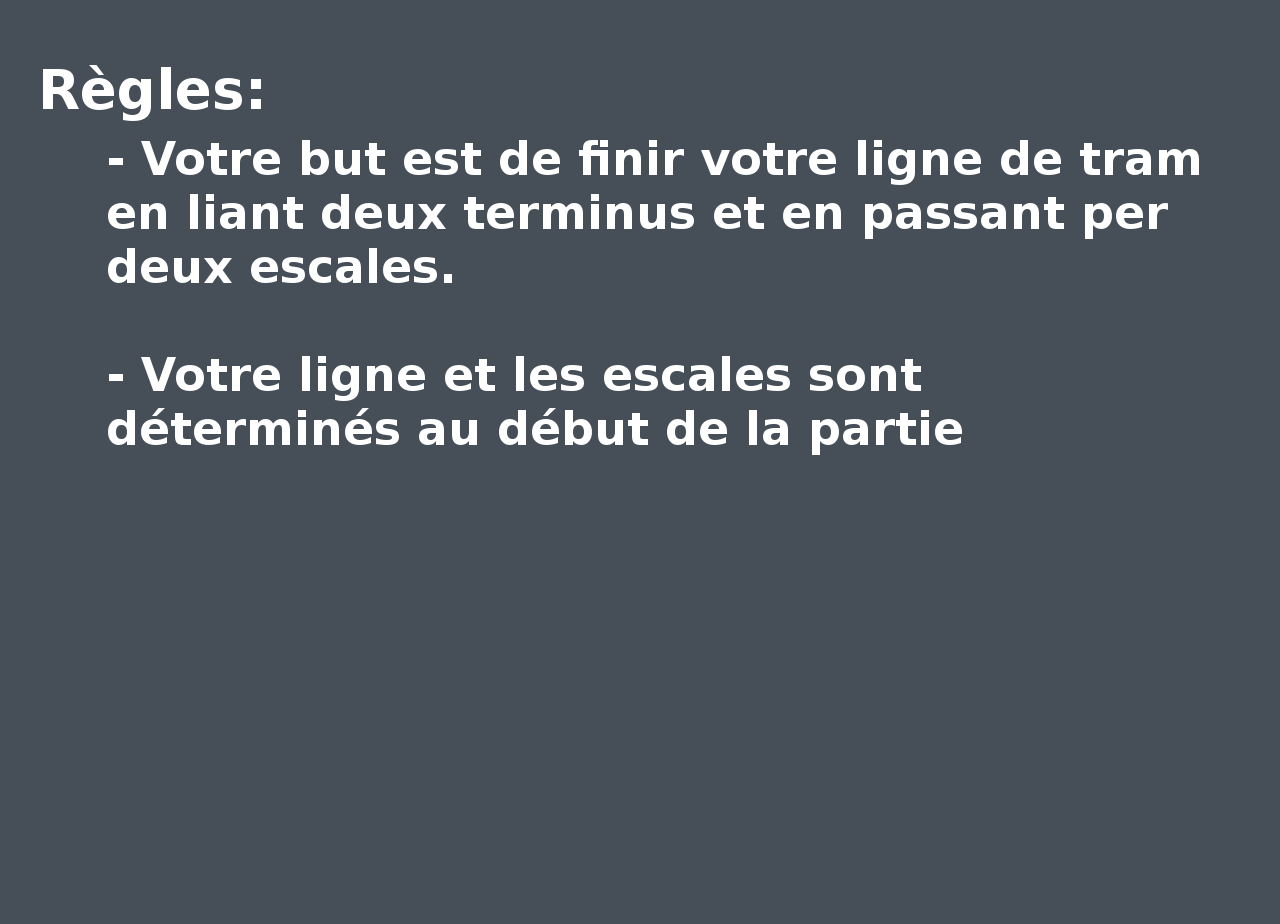 Règles:
- Votre but est de finir votre ligne de tram
en liant deux terminus et en passant per
deux escales.
- Votre ligne et les escales sont
déterminés au début de la partie